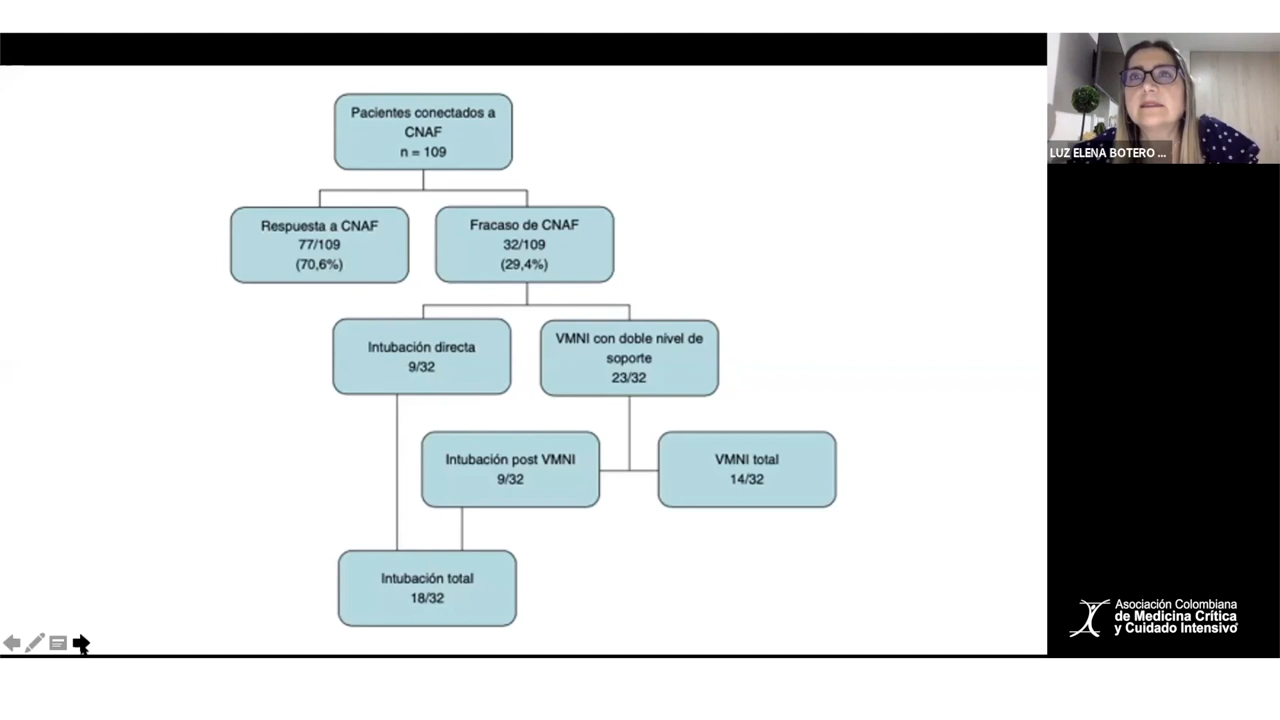 Pacientes conectados a
CNAF
n = 109
Respuesta a CNAF
77/109
(70,6%)
Fracaso de CNAF
32/109
(29,4%)
Intubación directa
9/32
VMNI con doble nivel de
soporte
23/32
Intubación post VMNI
9/32
VMNI total
14/32
Intubación total
18/32
LUZ ELENA BOTERO ...
Asociación Colombiana
de Medicina Crítica
y Cuidado Intensivo